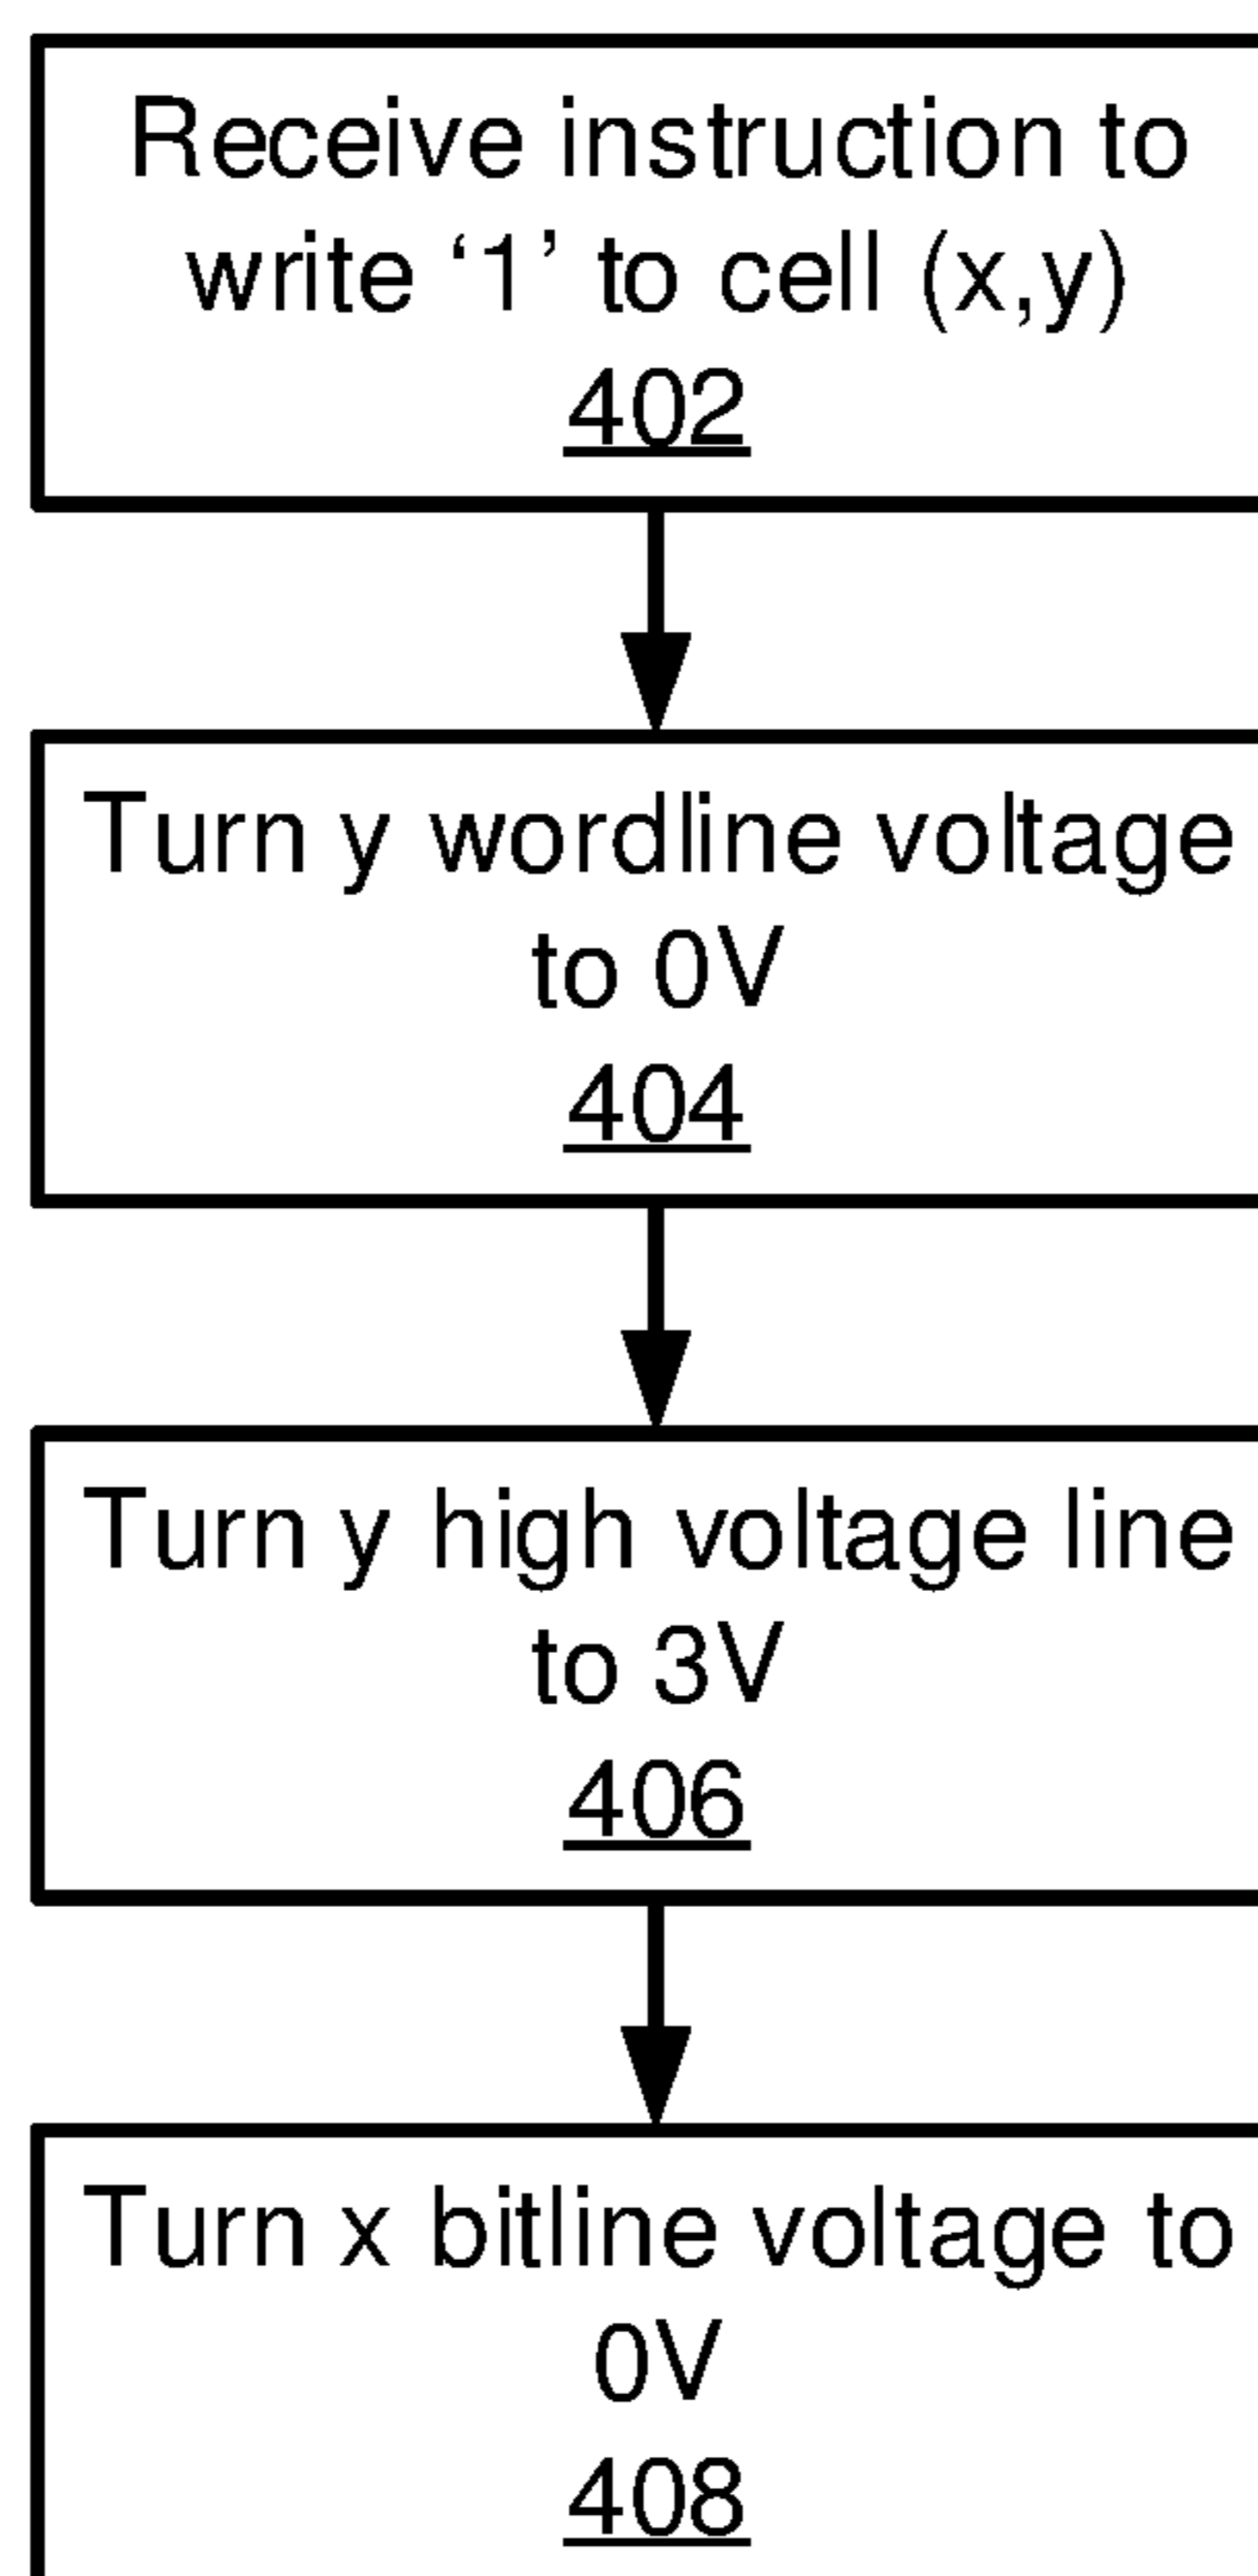 Receive instruction to
write ‘1’ to cell (x,y)
402
Turn y wordline voltage
to 0V
404
Turn y high voltage line
to 3V
406
Turn x bitline voltage to
0V
408